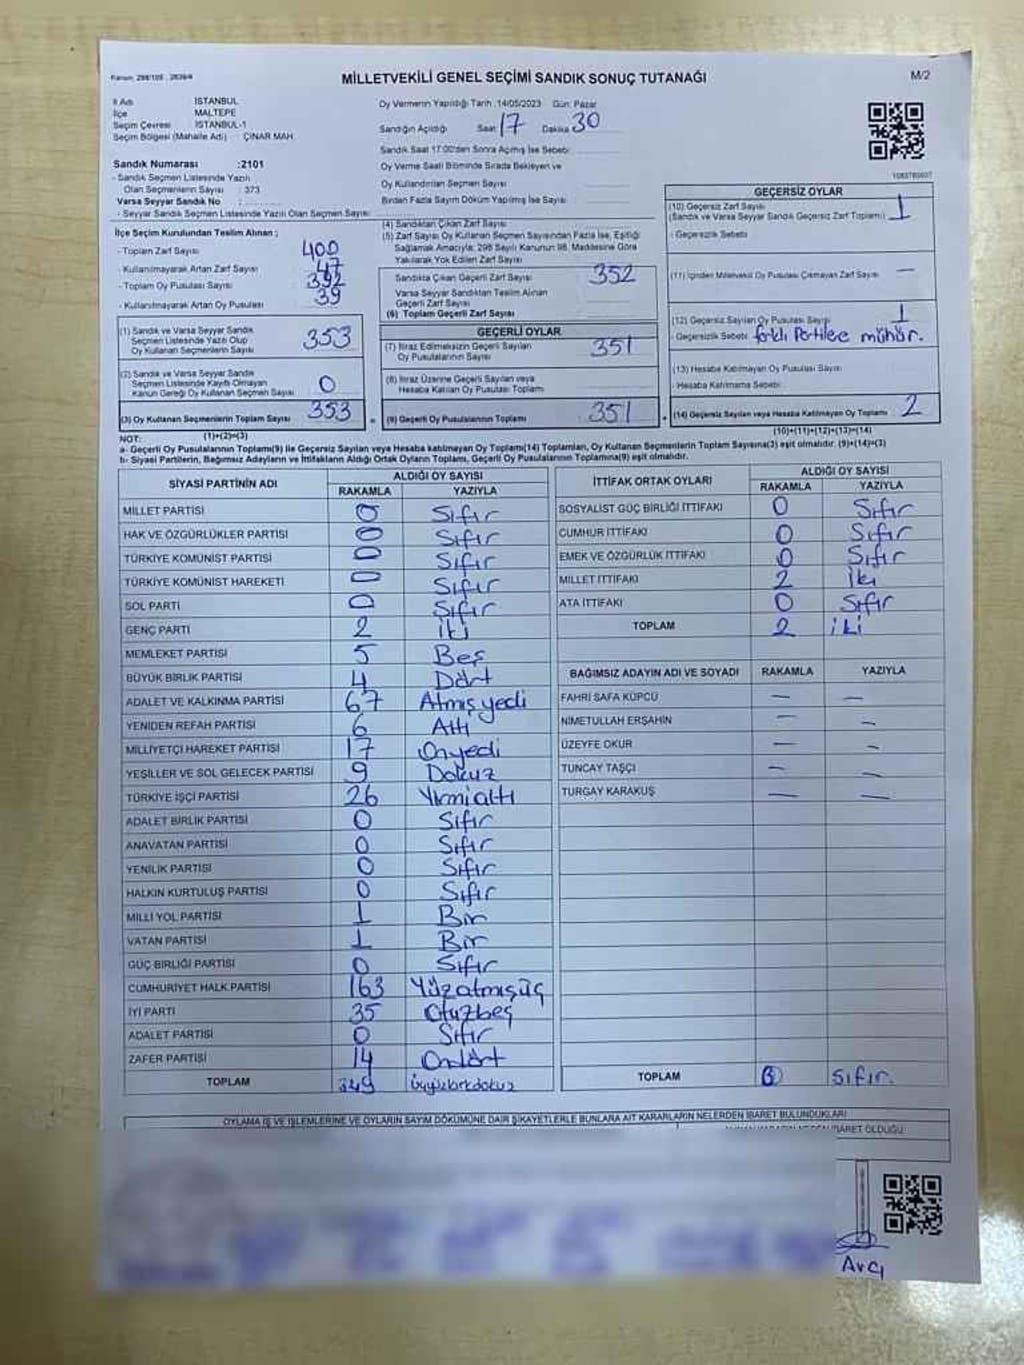 Kanun: 298/105 , 2839/4
MİLLETVEKİLİ GENEL SEÇİMİ SANDIK SONUÇ TUTANAĞI
M/2
İl Adı İSTANBUL
İlçe MALTEPE
Seçim Çevresi İSTANBUL-1
Seçim Bölgesi (Mahalle Adı) : ÇINAR MAH.
Oy Vermenin Yapıldığı Tarih :14/05/2023 Gün: Pazar
Sandığın Açıldığı Saat 17 Dakika 30
Sandık Saat 17:00'den Sonra Açılmış İse Sebebi
Oy Verme Saati Bitiminde Sırada Bekleyen ve
Oy Kullandırılan Seçmen Sayısı
Birden Fazla Sayım Döküm Yapılmış İse Sayısı
Sandık Numarası :2101
- Sandık Seçmen Listesinde Yazılı
Olan Seçmenlerin Sayısı : 373
Varsa Seyyar Sandık No
- Seyyar Sandık Seçmen Listesinde Yazılı Olan Seçmen Sayısı
İlçe Seçim Kurulundan Teslim Alınan ;
- Toplam Zarf Sayısı 400
- Kullanılmayarak Artan Zarf Sayısı 47
- Toplam Oy Pusulası Sayısı 392
- Kullanılmayarak Artan Oy Pusulası 39
(1) Sandık ve Varsa Seyyar Sandık
Seçmen Listesinde Yazılı Olup
Oy Kullanan Seçmenlerin Sayısı 353
(2) Sandık ve Varsa Seyyar Sandık
Seçmen Listesinde Kayıtlı Olmayan
Kanun Gereği Oy Kullanan Seçmen Sayısı 0
(3) Oy Kullanan Seçmenlerin Toplam Sayısı 353
(1)+(2)=(3)
(4) Sandıktan Çıkan Zarf Sayısı
(5) Zarf Sayısı Oy Kullanan Seçmen Sayısından Fazla İse, Eşitliği
Sağlamak Amacıyla; 298 Sayılı Kanunun 98. Maddesine Göre
Yakılarak Yok Edilen Zarf Sayısı
Sandıkta Çıkan Geçerli Zarf Sayısı 352
Varsa Seyyar Sandıktan Teslim Alınan
Geçerli Zarf Sayısı
(6) Toplam Geçerli Zarf Sayısı
GEÇERLİ OYLAR
(7) İtiraz Edilmeksizin Geçerli Sayılan
Oy Pusulalarının Sayısı 351
(8) İtiraz Üzerine Geçerli Sayılan veya
Hesaba Katılan Oy Pusulası Toplamı
(9) Geçerli Oy Pusulalarının Toplamı 351
1083780607
GEÇERSİZ OYLAR
(10) Geçersiz Zarf Sayısı
(Sandık ve Varsa Seyyar Sandık Geçersiz Zarf Toplamı) 1
- Geçersizlik Sebebi
(11) İçinden Milletvekili Oy Pusulası Çıkmayan Zarf Sayısı —
(12) Geçersiz Sayılan Oy Pusulası Sayısı 1
- Geçersizlik Sebebi farklı Partilere mühür.
(13) Hesaba Katılmayan Oy Pusulası Sayısı
- Hesaba Katılmama Sebebi
(14) Geçersiz Sayılan veya Hesaba Katılmayan Oy Toplamı 2
(10)+(11)+(12)+(13)=(14)
NOT:
a- Geçerli Oy Pusulalarının Toplamı(9) ile Geçersiz Sayılan veya Hesaba katılmayan Oy Toplamı(14) Toplamları, Oy Kullanan Seçmenlerin Toplam Sayısına(3) eşit olmalıdır. (9)+(14)=(3)
b- Siyasi Partilerin, Bağımsız Adayların ve İttifakların Aldığı Ortak Oyların Toplamı, Geçerli Oy Pusulalarının Toplamına(9) eşit olmalıdır.
SİYASİ PARTİNİN ADI ALDIĞI OY SAYISI
RAKAMLA YAZIYLA
MİLLET PARTİSİ 0 Sıfır
HAK VE ÖZGÜRLÜKLER PARTİSİ 0 Sıfır
TÜRKİYE KOMÜNİST PARTİSİ 0 Sıfır
TÜRKİYE KOMÜNİST HAREKETİ 0 Sıfır
SOL PARTİ 0 Sıfır
GENÇ PARTİ 2 İki
MEMLEKET PARTİSİ 5 Beş
BÜYÜK BİRLİK PARTİSİ 4 Dört
ADALET VE KALKINMA PARTİSİ 67 Atmış yedi
YENİDEN REFAH PARTİSİ 6 Altı
MİLLİYETÇİ HAREKET PARTİSİ 17 Onyedi
YEŞİLLER VE SOL GELECEK PARTİSİ 9 Dokuz
TÜRKİYE İŞÇİ PARTİSİ 26 Yirmialtı
ADALET BİRLİK PARTİSİ 0 Sıfır
ANAVATAN PARTİSİ 0 Sıfır
YENİLİK PARTİSİ 0 Sıfır
HALKIN KURTULUŞ PARTİSİ 0 Sıfır
MİLLİ YOL PARTİSİ 1 Bir
VATAN PARTİSİ 1 Bir
GÜÇ BİRLİĞİ PARTİSİ 0 Sıfır
CUMHURİYET HALK PARTİSİ 163 Yüzatmışüç
İYİ PARTİ 35 Otuzbeş
ADALET PARTİSİ 0 Sıfır
ZAFER PARTİSİ 14 Ondört
TOPLAM 349 üçyüzkırkdokuz
İTTİFAK ORTAK OYLARI ALDIĞI OY SAYISI
RAKAMLA YAZIYLA
SOSYALİST GÜÇ BİRLİĞİ İTTİFAKI 0 Sıfır
CUMHUR İTTİFAKI 0 Sıfır
EMEK VE ÖZGÜRLÜK İTTİFAKI 0 Sıfır
MİLLET İTTİFAKI 2 İki
ATA İTTİFAKI 0 Sıfır
TOPLAM 2 İki
BAĞIMSIZ ADAYIN ADI VE SOYADI RAKAMLA YAZIYLA
FAHRİ SAFA KÜPCÜ — —
NİMETULLAH ERŞAHİN — —
ÜZEYFE OKUR — —
TUNCAY TAŞÇI — —
TURGAY KARAKUŞ — —
TOPLAM 0 Sıfır.
OYLAMA İŞ VE İŞLEMLERİNE VE OYLARIN SAYIM DÖKÜMÜNE DAİR ŞİKAYETLERLE BUNLARA AİT KARARLARIN NELERDEN İBARET BULUNDUKLARI
İBARET OLDUĞU
Avcı